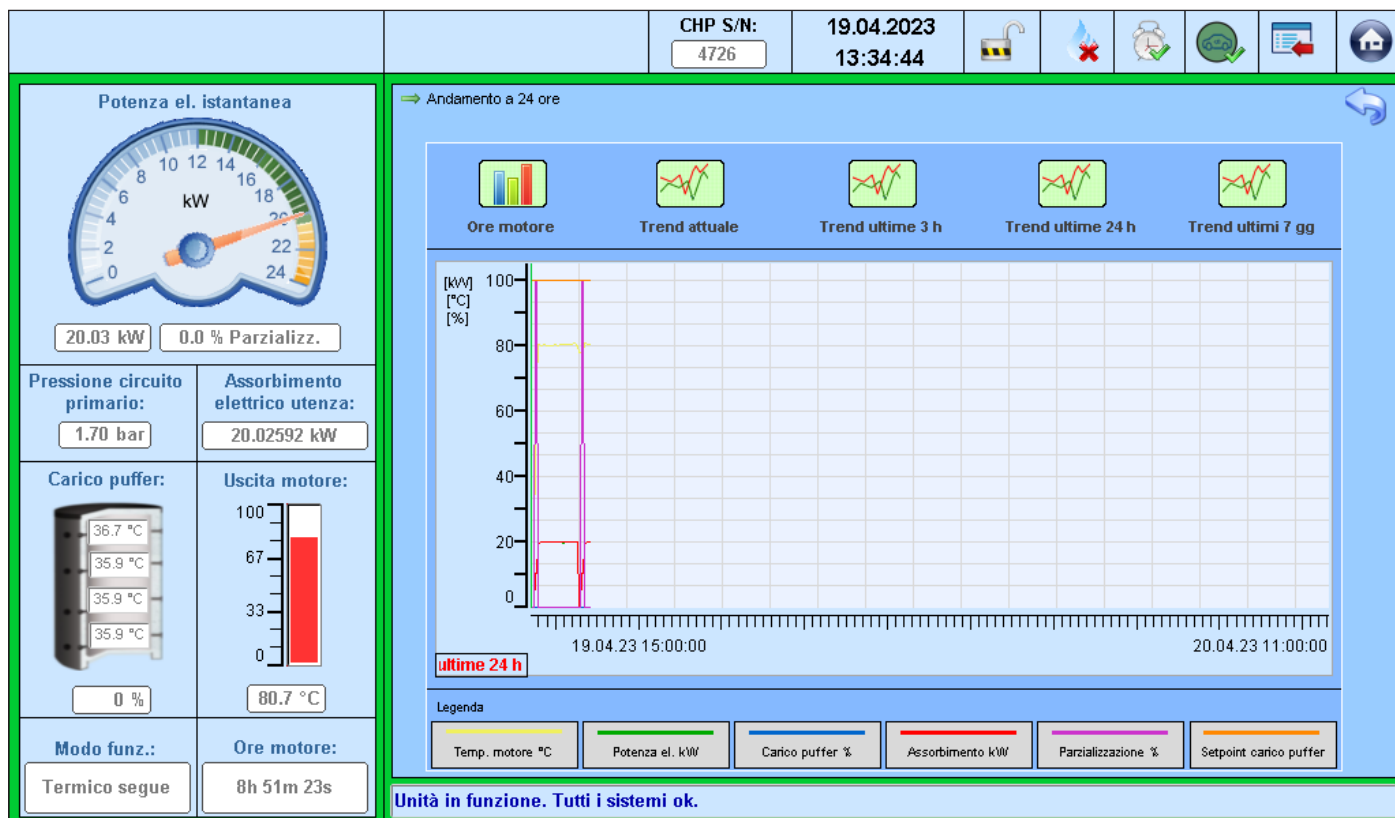 CHP S/N:
4726
19.04.2023
13:34:44
Potenza el. istantanea
0
2
4
6
8
10
12
14
16
18
20
22
24
kW
20.03 kW
0.0 % Parzializz.
Pressione circuito
primario:
1.70 bar
Assorbimento
elettrico utenza:
20.02592 kW
Carico puffer:
36.7 °C
35.9 °C
35.9 °C
35.9 °C
0 %
Uscita motore:
100
67
33
0
80.7 °C
Modo funz.:
Termico segue
Ore motore:
8h 51m 23s
Andamento a 24 ore
Ore motore
Trend attuale
Trend ultime 3 h
Trend ultime 24 h
Trend ultimi 7 gg
[kW]
[°C]
[%]
100
80
60
40
20
0
19.04.23 15:00:00
20.04.23 11:00:00
ultime 24 h
Legenda
Temp. motore °C
Potenza el. kW
Carico puffer %
Assorbimento kW
Parzializzazione %
Setpoint carico puffer
Unità in funzione. Tutti i sistemi ok.